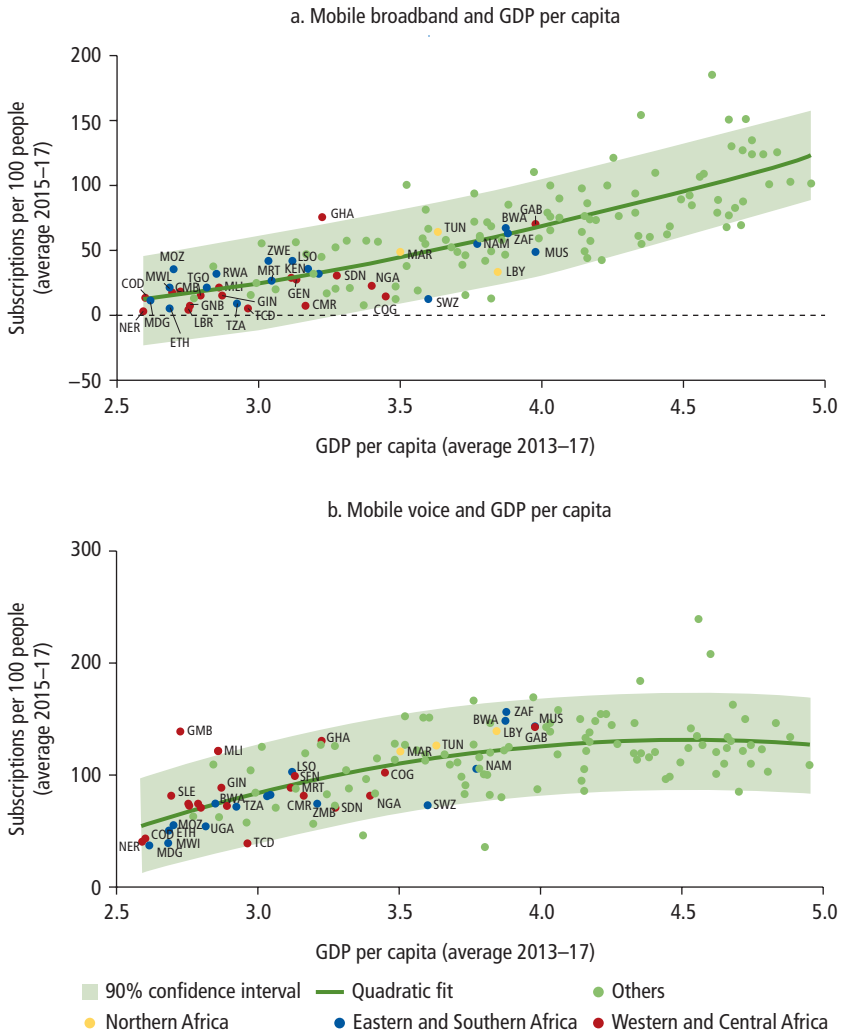 a. Mobile broadband and GDP per capita
Subscriptions per 100 people
(average 2015–17)
200
150
100
50
0
–50
GHA
TUN
GAB
BWA
ZAF
NAM
MUS
MAR
LBY
MOZ
ZWE
LSO
RWA
MRT
KEN
SDN
NGA
COD
MWL
CMB
TGO
MLI
GIN
GEN
CMR
COG
SWZ
GNB
NER
MDG
LBR
TZA
TCD
ETH
2.5 3.0 3.5 4.0 4.5 5.0
GDP per capita (average 2013–17)
b. Mobile voice and GDP per capita
Subscriptions per 100 people
(average 2015–17)
300
200
100
0
GMB
MLI
GHA
ZAF
BWA
MUS
LBY
GAB
TUN
MAR
NAM
LSO
SEN
COG
GIN
MRT
SLE
BWA
TZA
CMR
ZMB
SDN
NGA
SWZ
MOZ
UGA
COD
ETH
NER
MWI
MDG
TCD
2.5 3.0 3.5 4.0 4.5 5.0
GDP per capita (average 2013–17)
90% confidence interval
Quadratic fit
Others
Northern Africa
Eastern and Southern Africa
Western and Central Africa